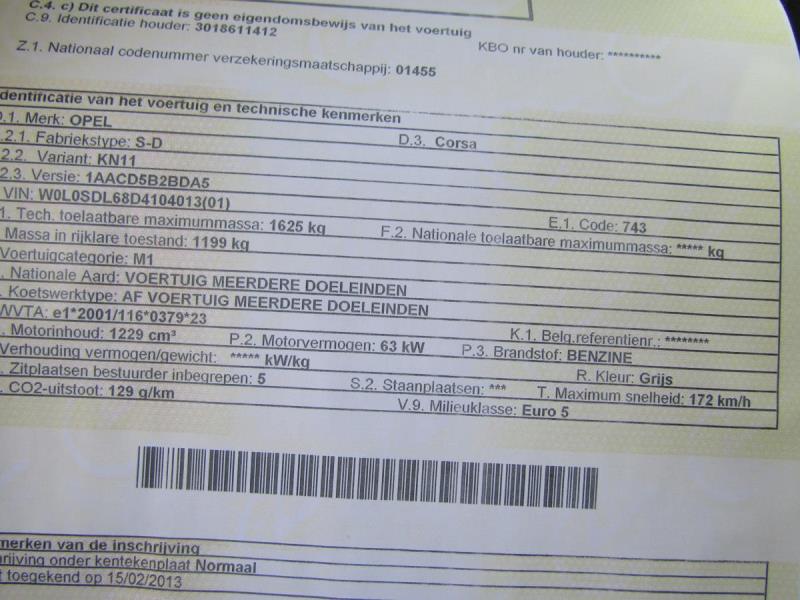 C.4. c) Dit certificaat is geen eigendomsbewijs van het voertuig
C.9. Identificatie houder: 3018611412
KBO nr van houder: **********
Z.1. Nationaal codenummer verzekeringsmaatschappij: 01455
Identificatie van het voertuig en technische kenmerken
D.1. Merk: OPEL
D.3. Corsa
.2.1. Fabriekstype: S-D
2.2. Variant: KN11
2.3. Versie: 1AACD5B2BDA5
VIN: W0L0SDL68D4104013(01)
E.1. Code: 743
1. Tech. toelaatbare maximummassa: 1625 kg
F.2. Nationale toelaatbare maximummassa: ***** kg
Massa in rijklare toestand: 1199 kg
Voertuigcategorie: M1
. Nationale Aard: VOERTUIG MEERDERE DOELEINDEN
. Koetswerktype: AF VOERTUIG MEERDERE DOELEINDEN
WVTA: e1*2001/116*0379*23
K.1. Belg.referentienr.: ********
. Motorinhoud: 1229 cm³
P.2. Motorvermogen: 63 kW
P.3. Brandstof: BENZINE
Verhouding vermogen/gewicht: ***** kW/kg
R. Kleur: Grijs
. Zitplaatsen bestuurder inbegrepen: 5
S.2. Staanplaatsen: ***
T. Maximum snelheid: 172 km/h
. CO2-uitstoot: 129 g/km
V.9. Milieuklasse: Euro 5
merken van de inschrijving
hrijving onder kentekenplaat Normaal
t toegekend op 15/02/2013